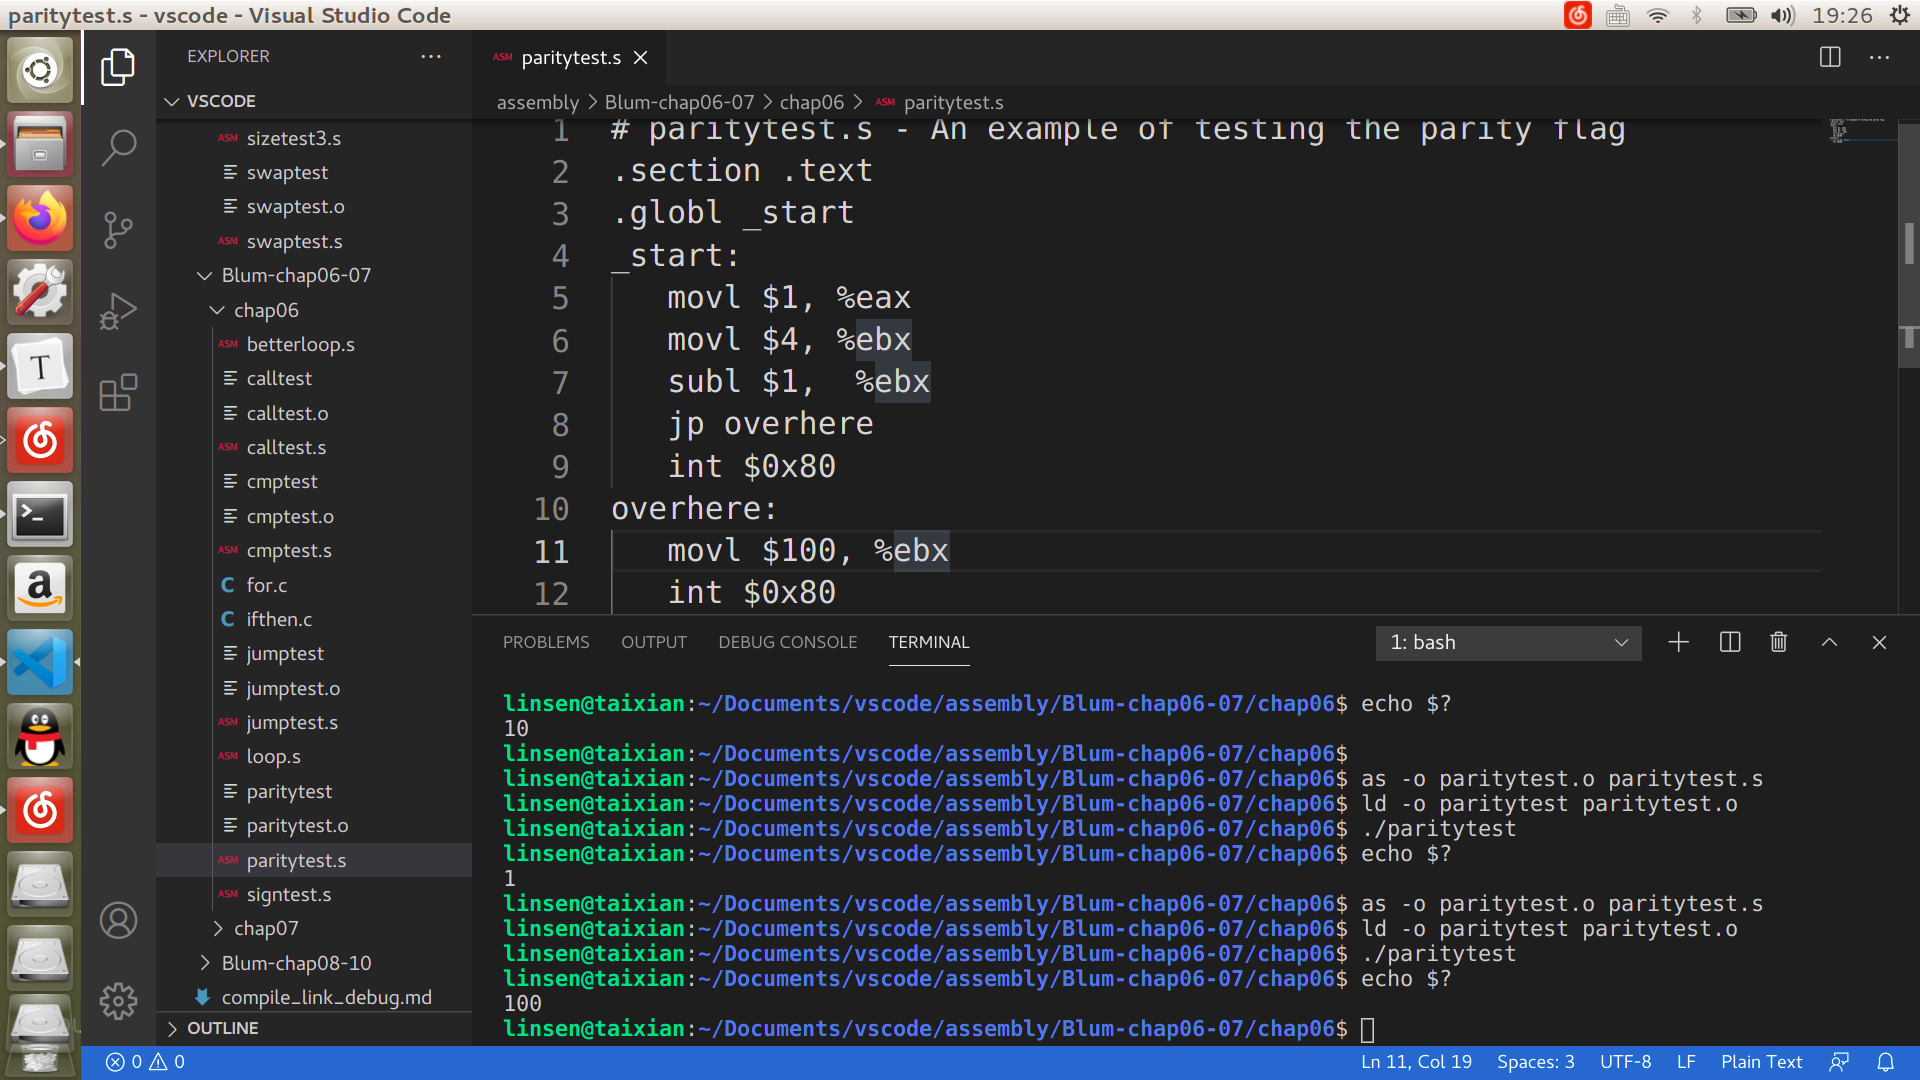 paritytest.s - vscode - Visual Studio Code
19:26
EXPLORER
VSCODE
ASM sizetest3.s
swaptest
swaptest.o
ASM swaptest.s
Blum-chap06-07
chap06
ASM betterloop.s
calltest
calltest.o
ASM calltest.s
cmptest
cmptest.o
ASM cmptest.s
C for.c
C ifthen.c
jumptest
jumptest.o
ASM jumptest.s
ASM loop.s
paritytest
paritytest.o
ASM paritytest.s
ASM signtest.s
chap07
Blum-chap08-10
compile_link_debug.md
OUTLINE
ASM paritytest.s
assembly > Blum-chap06-07 > chap06 > ASM paritytest.s
1 # paritytest.s - An example of testing the parity flag
2 .section .text
3 .globl _start
4 _start:
5 movl $1, %eax
6 movl $4, %ebx
7 subl $1,  %ebx
8 jp overhere
9 int $0x80
10 overhere:
11 movl $100, %ebx
12 int $0x80
PROBLEMS OUTPUT DEBUG CONSOLE TERMINAL 1: bash
linsen@taixian:~/Documents/vscode/assembly/Blum-chap06-07/chap06$ echo $?
10
linsen@taixian:~/Documents/vscode/assembly/Blum-chap06-07/chap06$
linsen@taixian:~/Documents/vscode/assembly/Blum-chap06-07/chap06$ as -o paritytest.o paritytest.s
linsen@taixian:~/Documents/vscode/assembly/Blum-chap06-07/chap06$ ld -o paritytest paritytest.o
linsen@taixian:~/Documents/vscode/assembly/Blum-chap06-07/chap06$ ./paritytest
linsen@taixian:~/Documents/vscode/assembly/Blum-chap06-07/chap06$ echo $?
1
linsen@taixian:~/Documents/vscode/assembly/Blum-chap06-07/chap06$ as -o paritytest.o paritytest.s
linsen@taixian:~/Documents/vscode/assembly/Blum-chap06-07/chap06$ ld -o paritytest paritytest.o
linsen@taixian:~/Documents/vscode/assembly/Blum-chap06-07/chap06$ ./paritytest
linsen@taixian:~/Documents/vscode/assembly/Blum-chap06-07/chap06$ echo $?
100
linsen@taixian:~/Documents/vscode/assembly/Blum-chap06-07/chap06$
0 0 Ln 11, Col 19 Spaces: 3 UTF-8 LF Plain Text